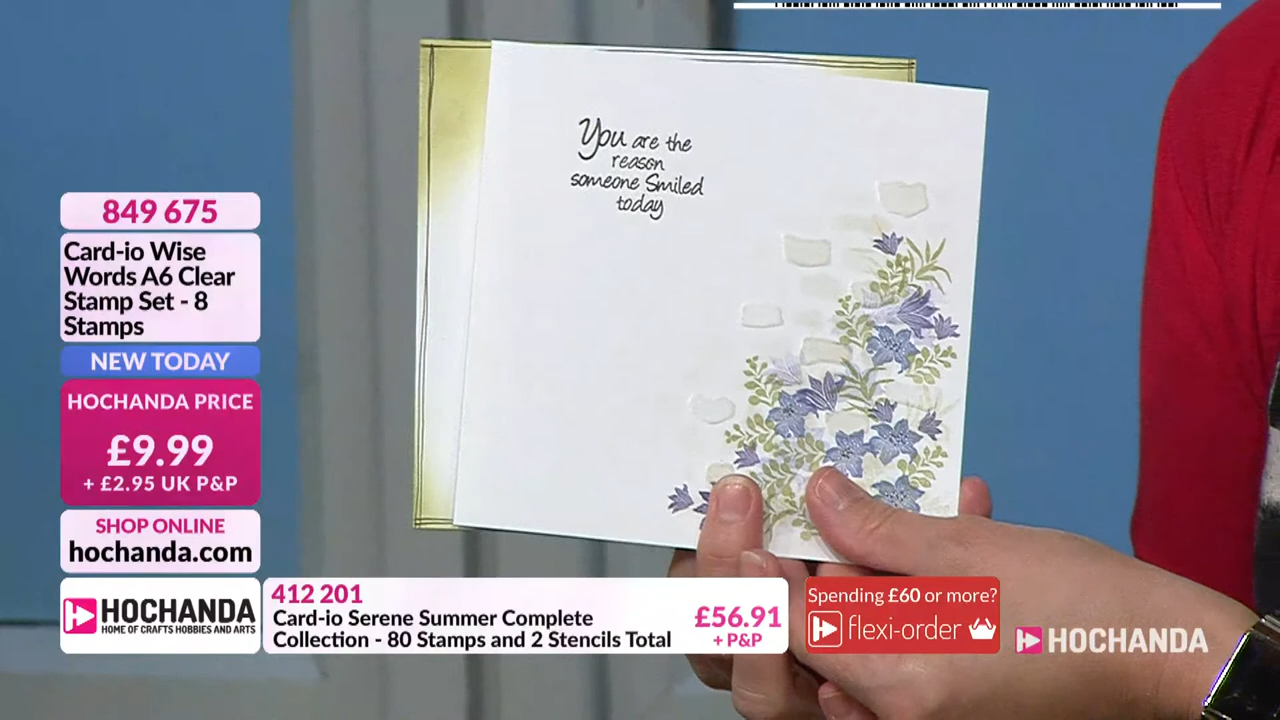 You are the
reason
someone Smiled
today
849 675
Card-io Wise
Words A6 Clear
Stamp Set - 8
Stamps
NEW TODAY
HOCHANDA PRICE
£9.99
+ £2.95 UK P&P
SHOP ONLINE
hochanda.com
HOCHANDA
HOME OF CRAFTS HOBBIES AND ARTS
412 201
Card-io Serene Summer Complete
Collection - 80 Stamps and 2 Stencils Total
£56.91
+ P&P
Spending £60 or more?
flexi-order
HOCHANDA